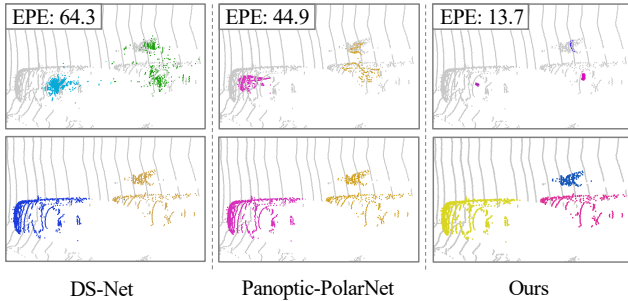 EPE: 64.3
EPE: 44.9
EPE: 13.7
DS-Net
Panoptic-PolarNet
Ours